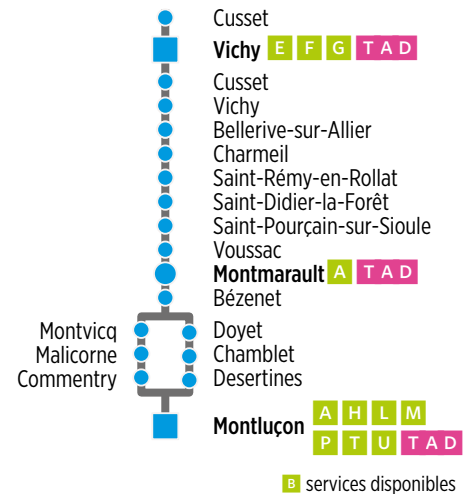 Cusset
Vichy E F G TAD
Cusset
Vichy
Bellerive-sur-Allier
Charmeil
Saint-Rémy-en-Rollat
Saint-Didier-la-Forêt
Saint-Pourçain-sur-Sioule
Voussac
Montmarault A TAD
Bézenet
Montvicq Doyet
Malicorne Chamblet
Commentry Desertines
Montluçon A H L M
P T U TAD
B services disponibles